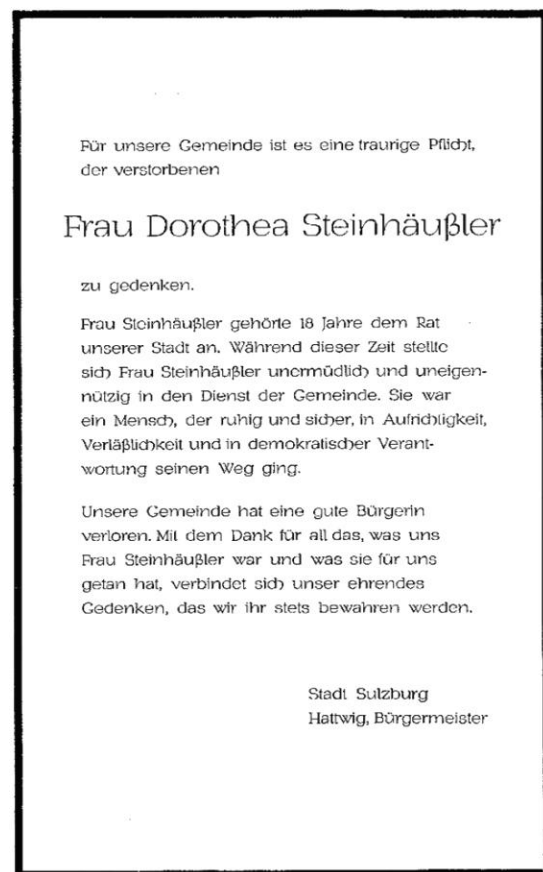 Für unsere Gemeinde ist es eine traurige Pflicht,
der verstorbenen
Frau Dorothea Steinhäußler
zu gedenken.
Frau Steinhäußler gehörte 18 Jahre dem Rat
unserer Stadt an. Während dieser Zeit stellte
sich Frau Steinhäußler unermüdlich und uneigen-
nützig in den Dienst der Gemeinde. Sie war
ein Mensch, der ruhig und sicher, in Aufrichtigkeit,
Verläßlichkeit und in demokratischer Verant-
wortung seinen Weg ging.
Unsere Gemeinde hat eine gute Bürgerin
verloren. Mit dem Dank für all das, was uns
Frau Steinhäußler war und was sie für uns
getan hat, verbindet sich unser ehrendes
Gedenken, das wir ihr stets bewahren werden.
Stadt Sulzburg
Hattwig, Bürgermeister